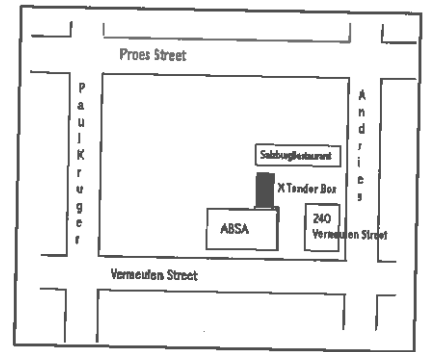 Proes Street
Paul Kruger
Andries
Salzburg Restaurant
X Tender Box
ABSA
240
Vermeulen Street
Vermeulen Street